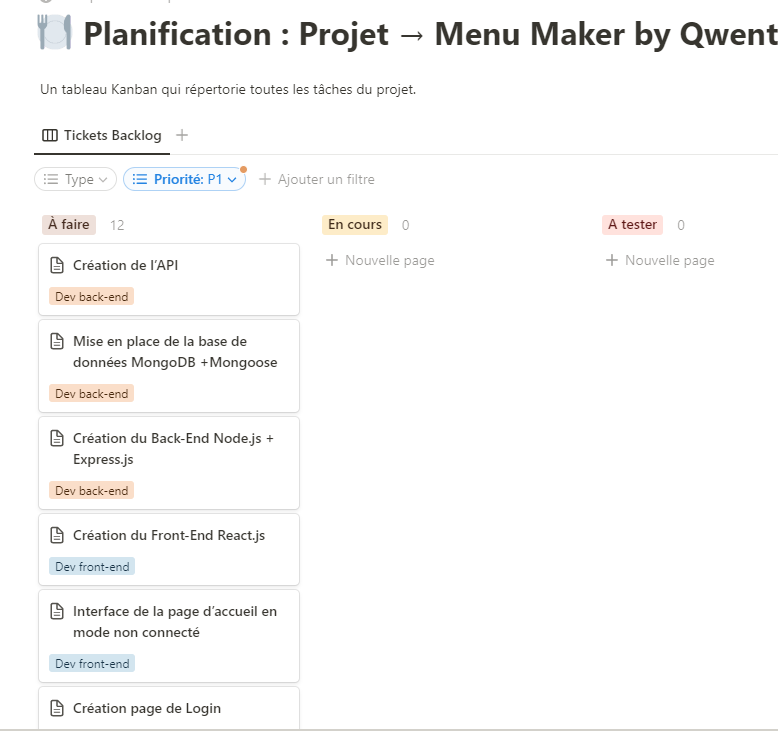 Planification : Projet → Menu Maker by Qwent
Un tableau Kanban qui répertorie toutes les tâches du projet.
Tickets Backlog
Type Priorité: P1 Ajouter un filtre
À faire 12 En cours 0 A tester 0
Nouvelle page Nouvelle page
Création de l’API
Dev back-end
Mise en place de la base de
données MongoDB +Mongoose
Dev back-end
Création du Back-End Node.js +
Express.js
Dev back-end
Création du Front-End React.js
Dev front-end
Interface de la page d’accueil en
mode non connecté
Dev front-end
Création page de Login